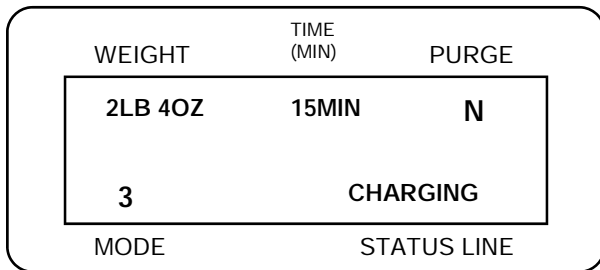 WEIGHT TIME (MIN) PURGE
2LB 4OZ 15MIN N
3 CHARGING
MODE STATUS LINE